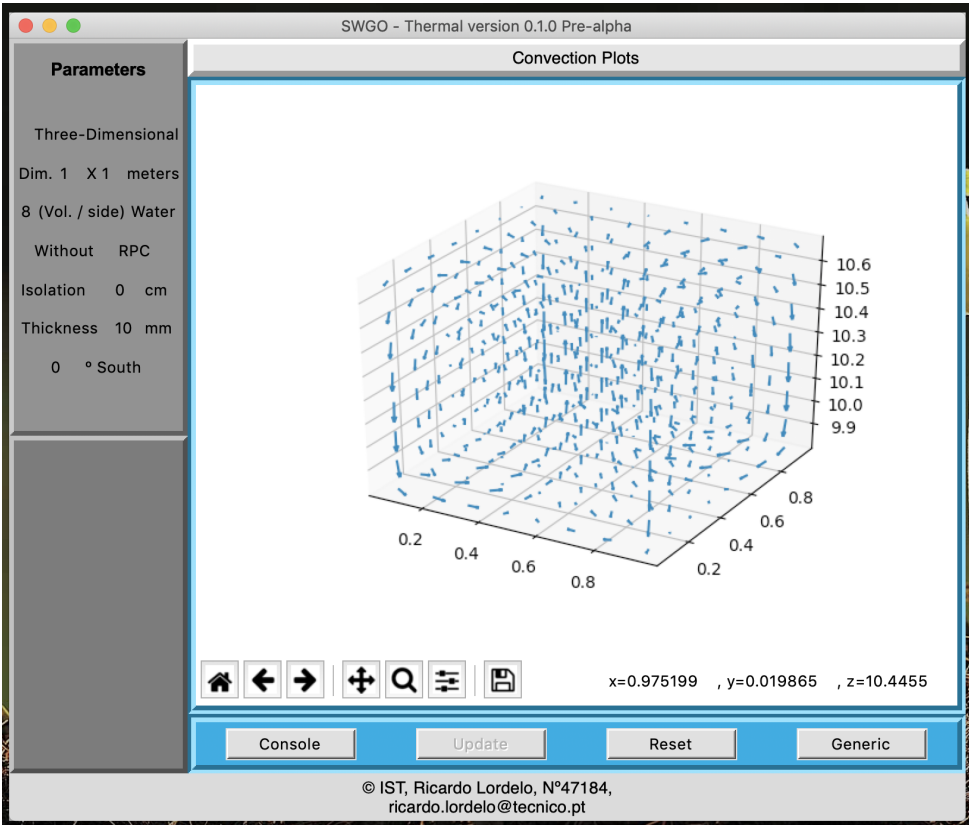 SWGO - Thermal version 0.1.0 Pre-alpha
Parameters
Three-Dimensional
Dim. 1 X 1 meters
8 (Vol. / side) Water
Without RPC
Isolation 0 cm
Thickness 10 mm
0 º South
Convection Plots
10.6
10.5
10.4
10.3
10.2
10.1
10.0
9.9
0.2
0.4
0.6
0.8
0.2
0.4
0.6
0.8
x=0.975199 , y=0.019865 , z=10.4455
Console Update Reset Generic
© IST, Ricardo Lordelo, Nº47184,
ricardo.lordelo@tecnico.pt